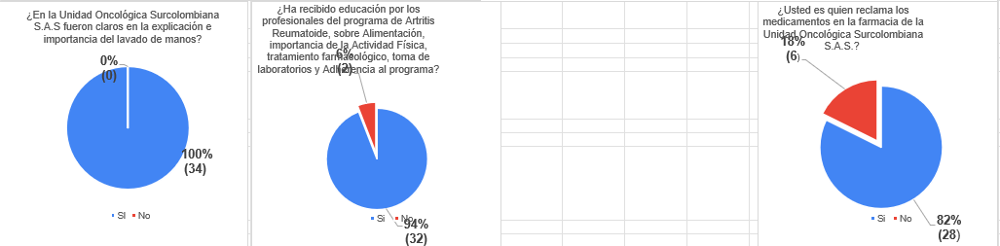 ¿En la Unidad Oncológica Surcolombiana
S.A.S fueron claros en la explicación e
importancia del lavado de manos?
0%
(0)
100%
(34)
SI No
¿Ha recibido educación por los
profesionales del programa de Artritis
Reumatoide, sobre Alimentación,
importancia de la Actividad Física,
tratamiento farmacológico, toma de
laboratorios y Adherencia al programa?
6%
(2)
Si No
94%
(32)
¿Usted es quien reclama los
medicamentos en la farmacia de la
Unidad Oncológica Surcolombiana
S.A.S.?
18%
(6)
Si No
82%
(28)